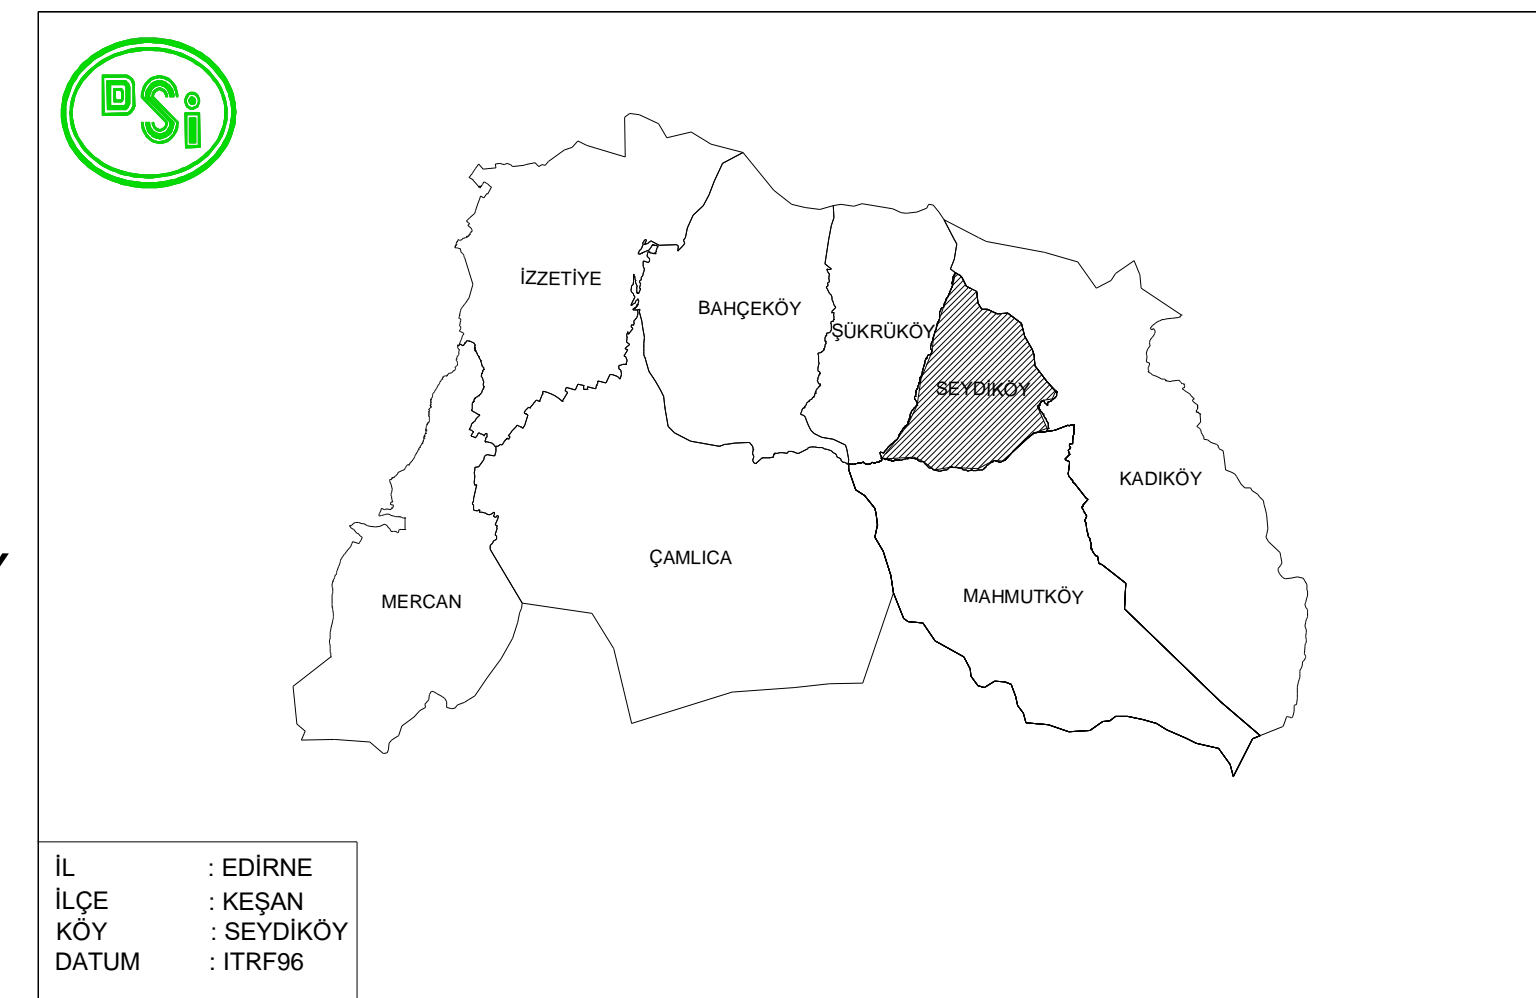 DSi
İZZETİYE
BAHÇEKÖY
ŞÜKRÜKÖY
SEYDİKÖY
KADIKÖY
ÇAMLICA
MAHMUTKÖY
MERCAN
İL : EDİRNE
İLÇE : KEŞAN
KÖY : SEYDİKÖY
DATUM : ITRF96